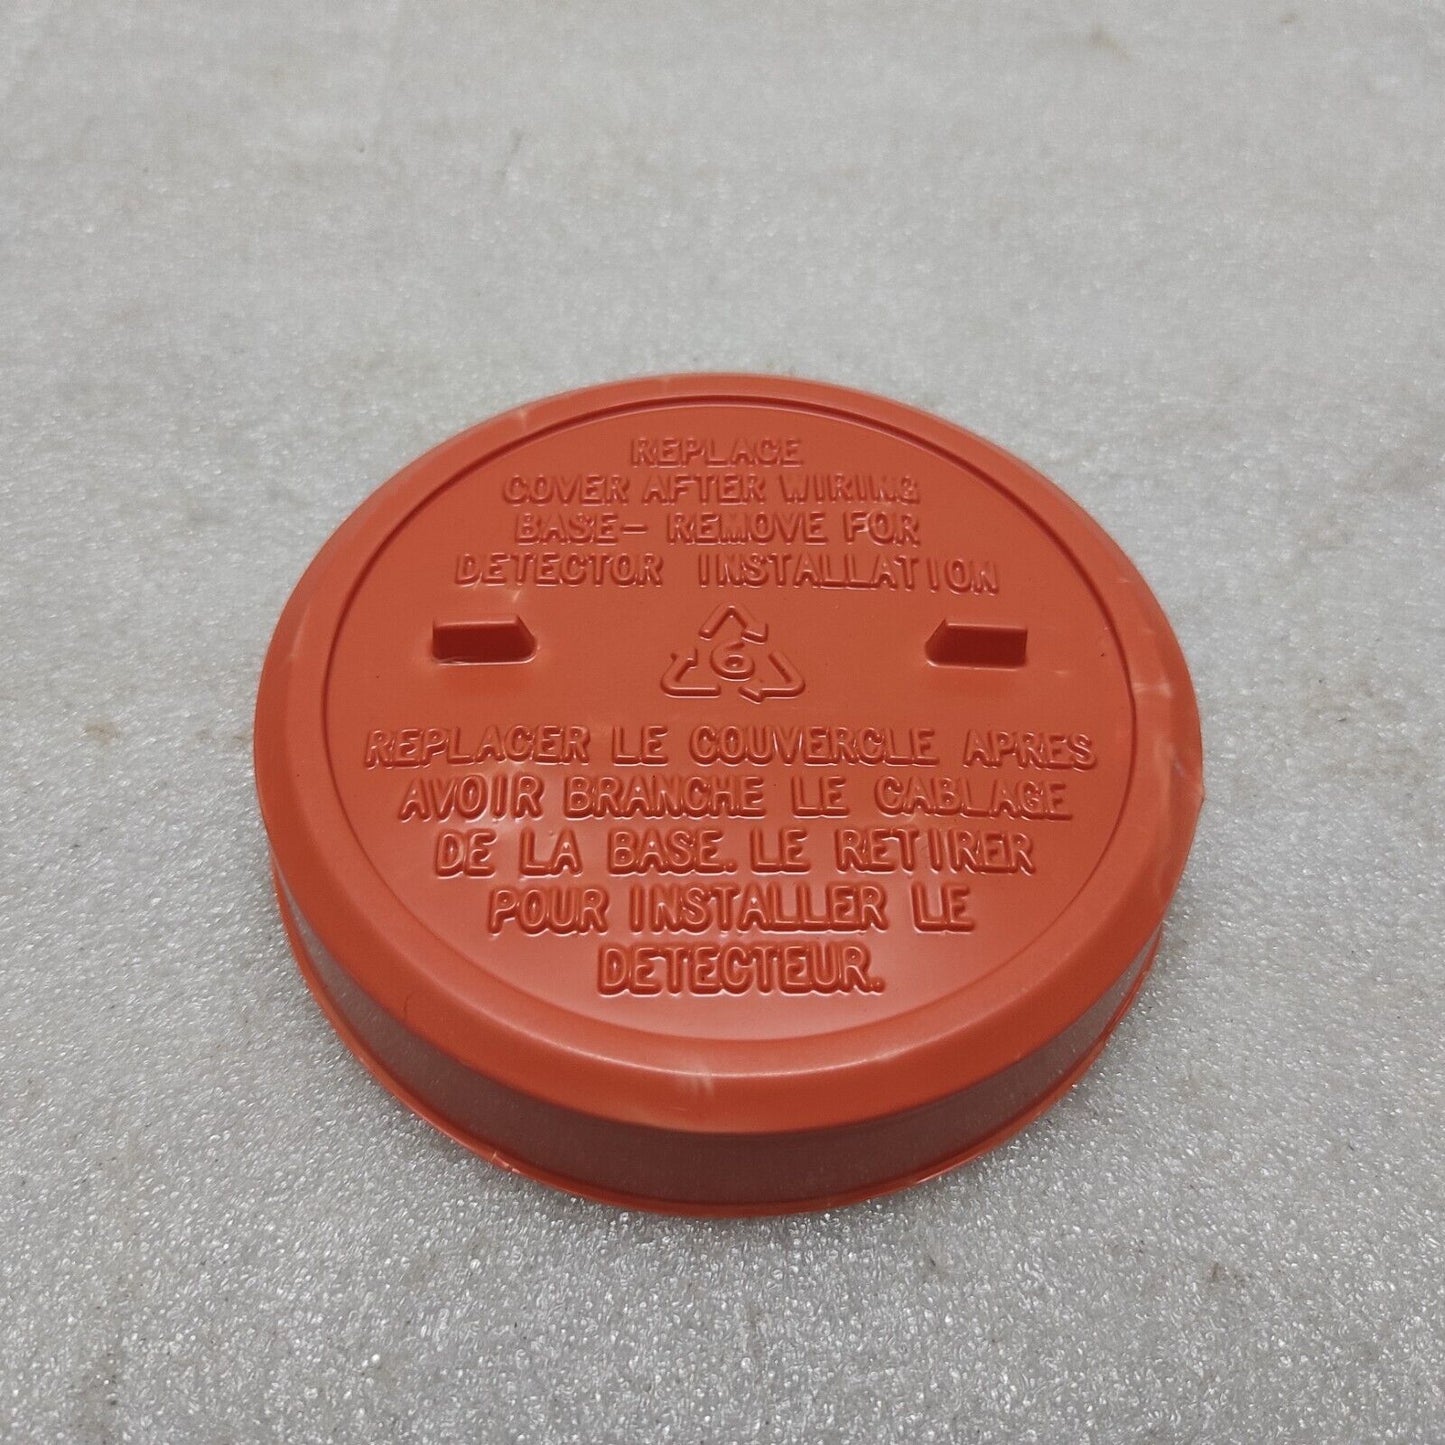 REPLACE
COVER AFTER WIRING
BASE- REMOVE FOR
DETECTOR INSTALLATION
6
REPLACER LE COUVERCLE APRES
AVOIR BRANCHE LE CABLAGE
DE LA BASE. LE RETIRER
POUR INSTALLER LE
DETECTEUR.